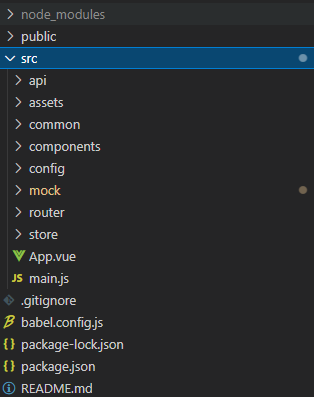 node_modules
public
src
api
assets
common
components
config
mock
router
store
App.vue
JS main.js
.gitignore
babel.config.js
package-lock.json
package.json
README.md